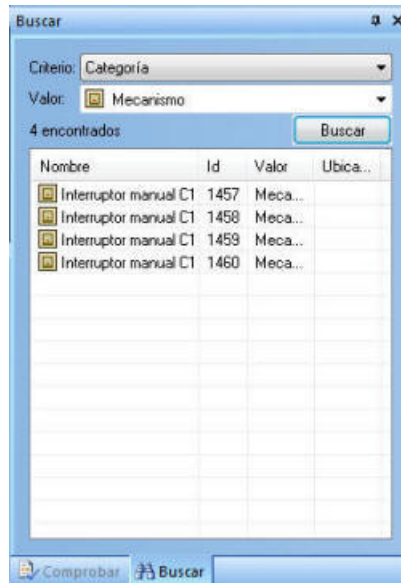 Buscar
Criterio: Categoría
Valor: Mecanismo
4 encontrados Buscar
Nombre Id Valor Ubica...
Interruptor manual C1 1457 Meca...
Interruptor manual C1 1458 Meca...
Interruptor manual C1 1459 Meca...
Interruptor manual C1 1460 Meca...
Comprobar Buscar